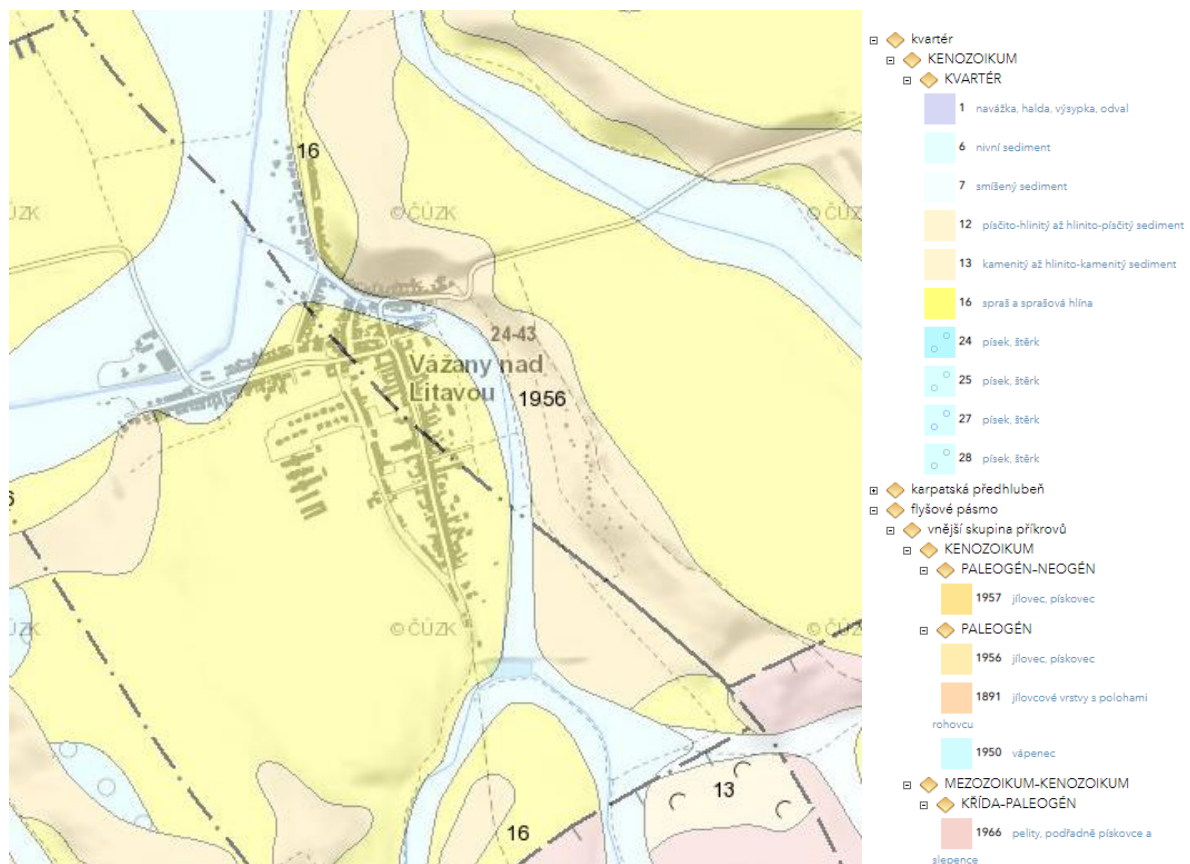 16
ÚZK
© ČÚZK
© ČÚZK
24-43
Vážany nad
Litavou
1956
6
ÚZK
© ČÚZK
© ČÚZK
13
16
kvartér
KENOZOIKUM
KVARTÉR
1 navážka, halda, výsypka, odval
6 nivní sediment
7 smíšený sediment
12 písčito-hlinitý až hlinito-písčitý sediment
13 kamenitý až hlinito-kamenitý sediment
16 spraš a sprašová hlína
24 písek, štěrk
25 písek, štěrk
27 písek, štěrk
28 písek, štěrk
karpatská předhlubeň
flyšové pásmo
vnější skupina příkrovů
KENOZOIKUM
PALEOGÉN-NEOGÉN
1957 jílovec, pískovec
PALEOGÉN
1956 jílovec, pískovec
1891 jílovcové vrstvy s polohami
rohovcu
1950 vápenec
MEZOZOIKUM-KENOZOIKUM
KŘÍDA-PALEOGÉN
1966 pelity, podřadně pískovce a
slepence